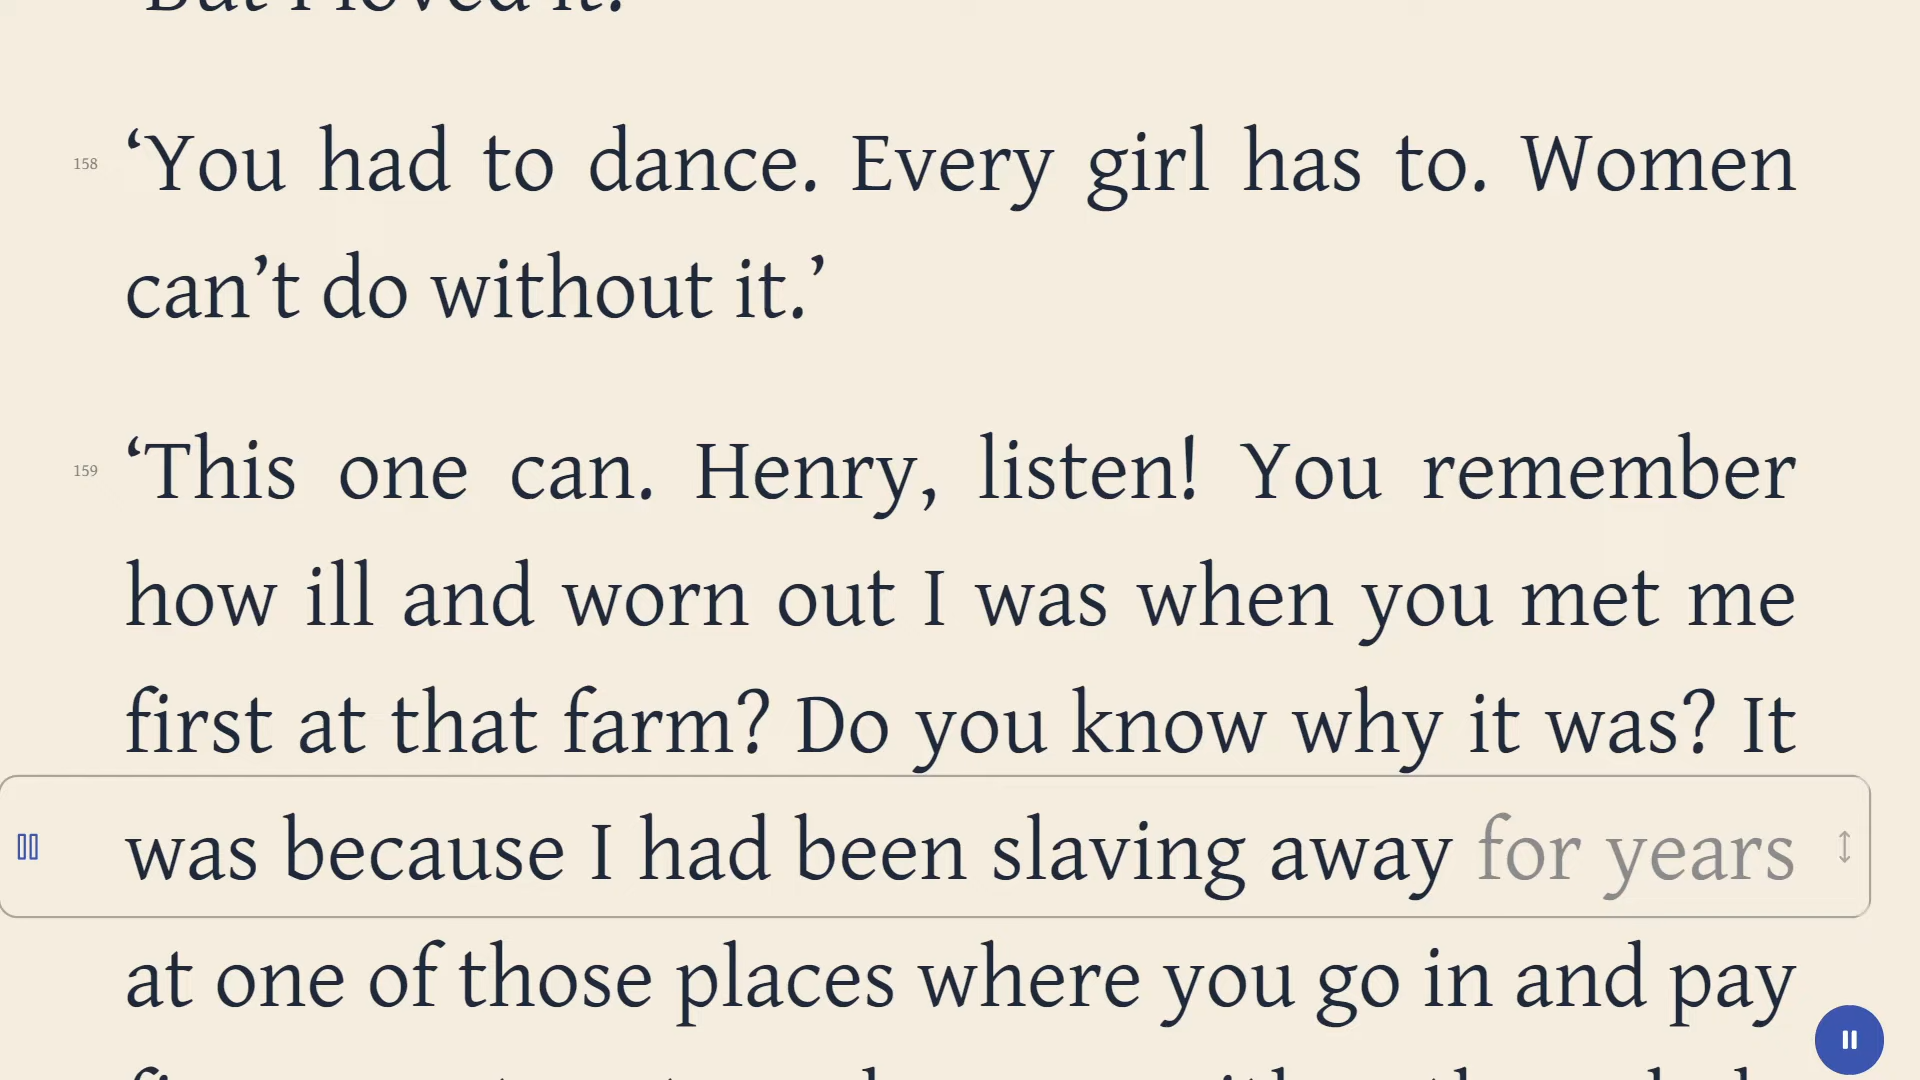 ‘But I loved it.
158 ‘You had to dance. Every girl has to. Women
can’t do without it.’
159 ‘This one can. Henry, listen! You remember
how ill and worn out I was when you met me
first at that farm? Do you know why it was? It
was because I had been slaving away for years
at one of those places where you go in and pay